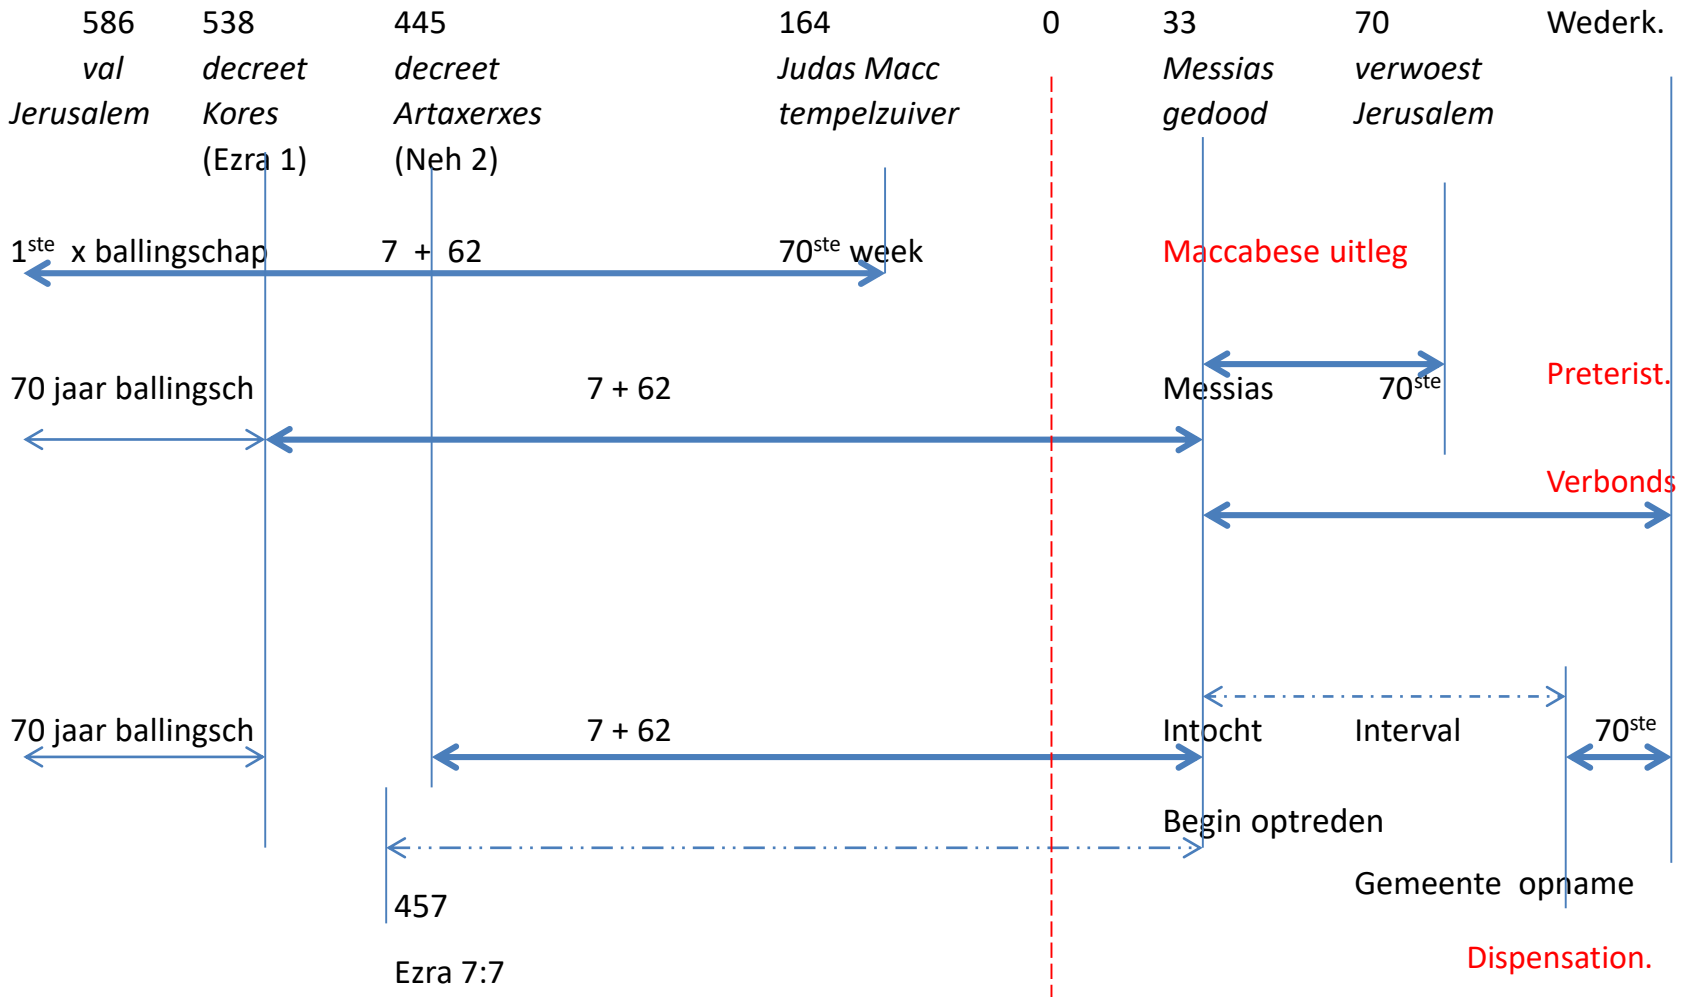 586 538 445 164 0 33 70 Wederk.
val decreet decreet Judas Macc Messias verwoest
Jerusalem Kores Artaxerxes tempelzuiver gedood Jerusalem
(Ezra 1) (Neh 2)
1ste x ballingschap 7 + 62 70ste week Maccabese uitleg
70 jaar ballingsch 7 + 62 Messias 70ste Preterist.
Verbonds
70 jaar ballingsch 7 + 62 Intocht Interval 70ste
Begin optreden
Gemeente opname
457
Ezra 7:7
Dispensation.